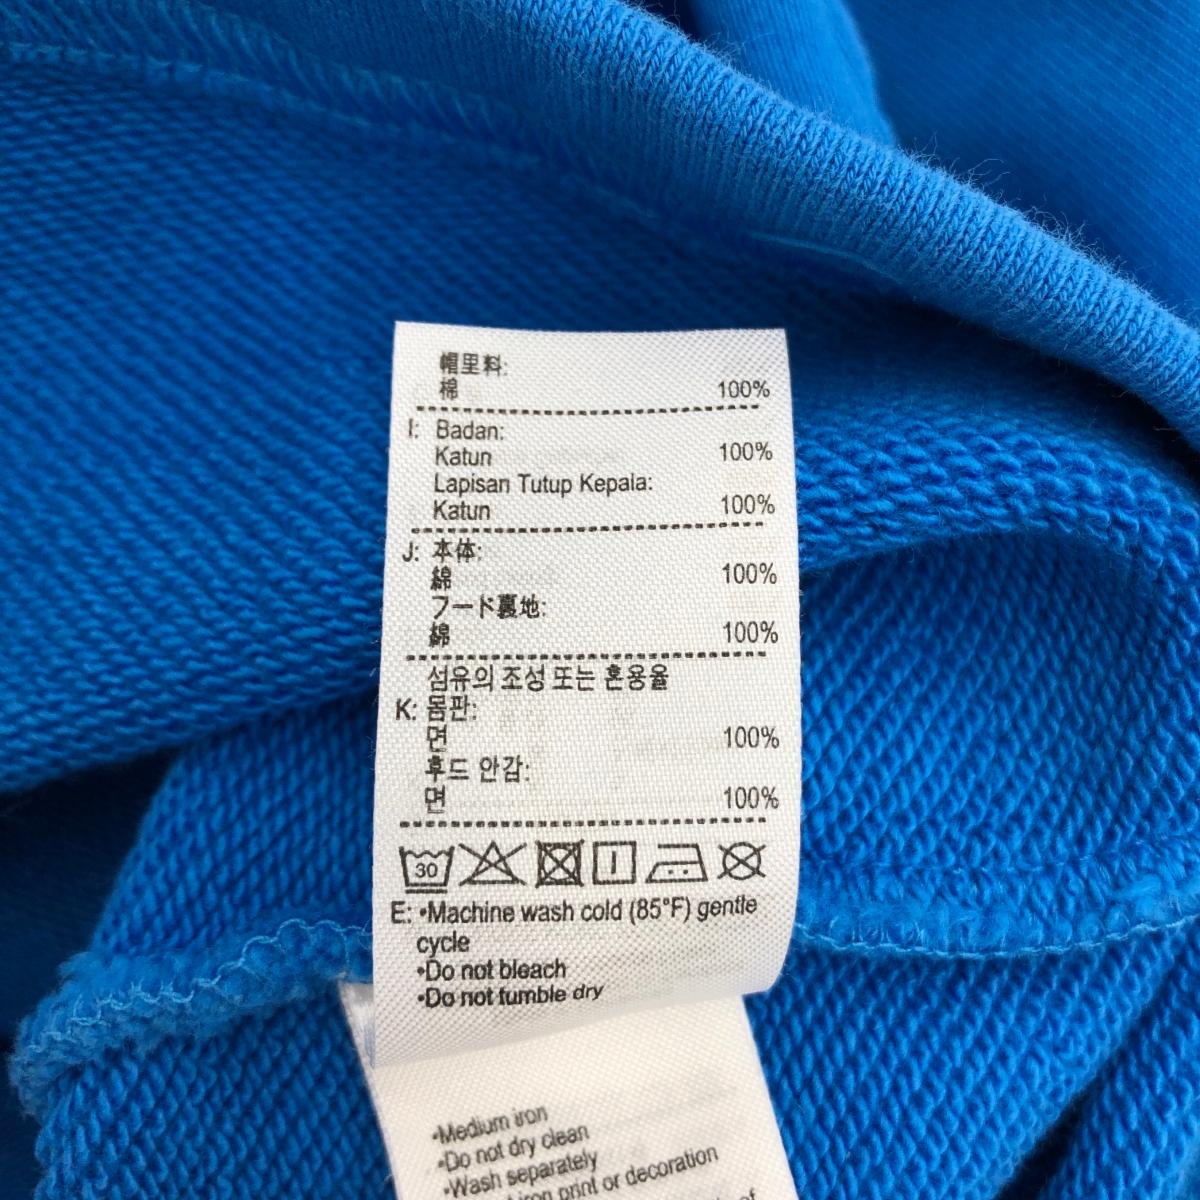 帽里料:
棉 100%
I: Badan:
Katun 100%
Lapisan Tutup Kepala:
Katun 100%
J: 本体:
綿 100%
フード裏地:
綿 100%
섬유의 조성 또는 혼용율
K: 몸판:
면 100%
후드 안감:
면 100%
30
E: •Machine wash cold (85°F) gentle
cycle
•Do not bleach
•Do not tumble dry
•Medium iron
•Do not dry clean
•Wash separately
iron print or decoration
of